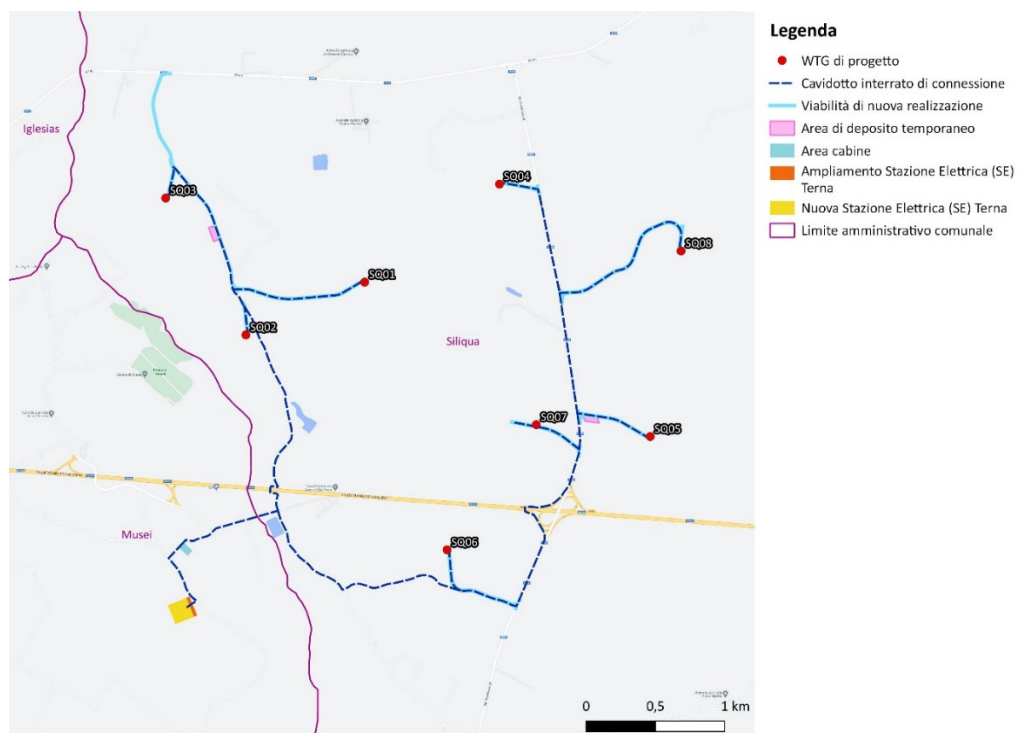 Legenda
WTG di progetto
Cavidotto interrato di connessione
Viabilità di nuova realizzazione
Area di deposito temporaneo
Area cabine
Ampliamento Stazione Elettrica (SE)
Terna
Nuova Stazione Elettrica (SE) Terna
Limite amministrativo comunale
Iglesias
SQ03
SQ04
SQ08
SQ01
SQ02
Siliqua
SQ07
SQ05
Musei
SQ06
0 0,5 1 km